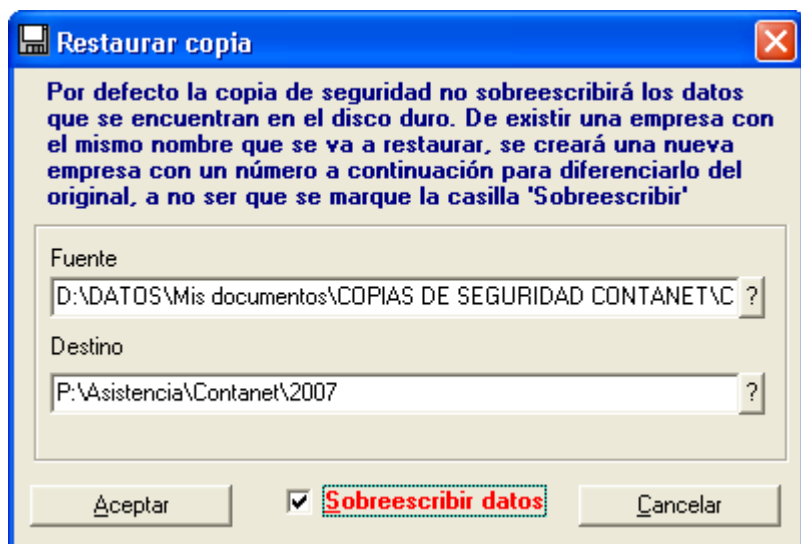 Restaurar copia
Por defecto la copia de seguridad no sobreescribirá los datos
que se encuentran en el disco duro. De existir una empresa con
el mismo nombre que se va a restaurar, se creará una nueva
empresa con un número a continuación para diferenciarlo del
original, a no ser que se marque la casilla 'Sobreescribir'
Fuente
D:\DATOS\Mis documentos\COPIAS DE SEGURIDAD CONTANET\C ?
Destino
P:\Asistencia\Contanet\2007 ?
Aceptar Sobreescribir datos Cancelar